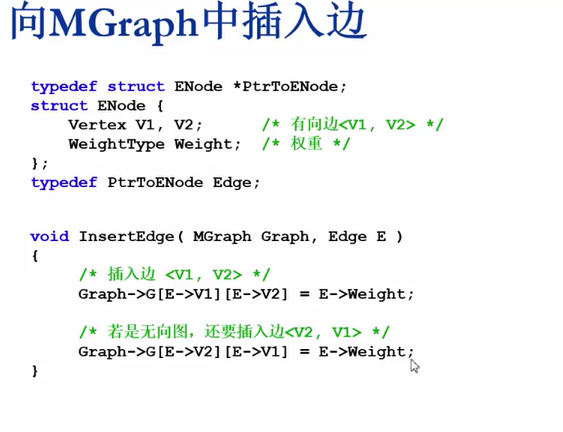 向MGraph中插入边
typedef struct ENode *PtrToENode;
struct ENode {
    Vertex V1, V2;      /* 有向边<V1, V2> */
    WeightType Weight;  /* 权重 */
};
typedef PtrToENode Edge;
void InsertEdge( MGraph Graph, Edge E )
{
     /* 插入边 <V1, V2> */
     Graph->G[E->V1][E->V2] = E->Weight;
     /* 若是无向图，还要插入边<V2, V1> */
     Graph->G[E->V2][E->V1] = E->Weight;
}